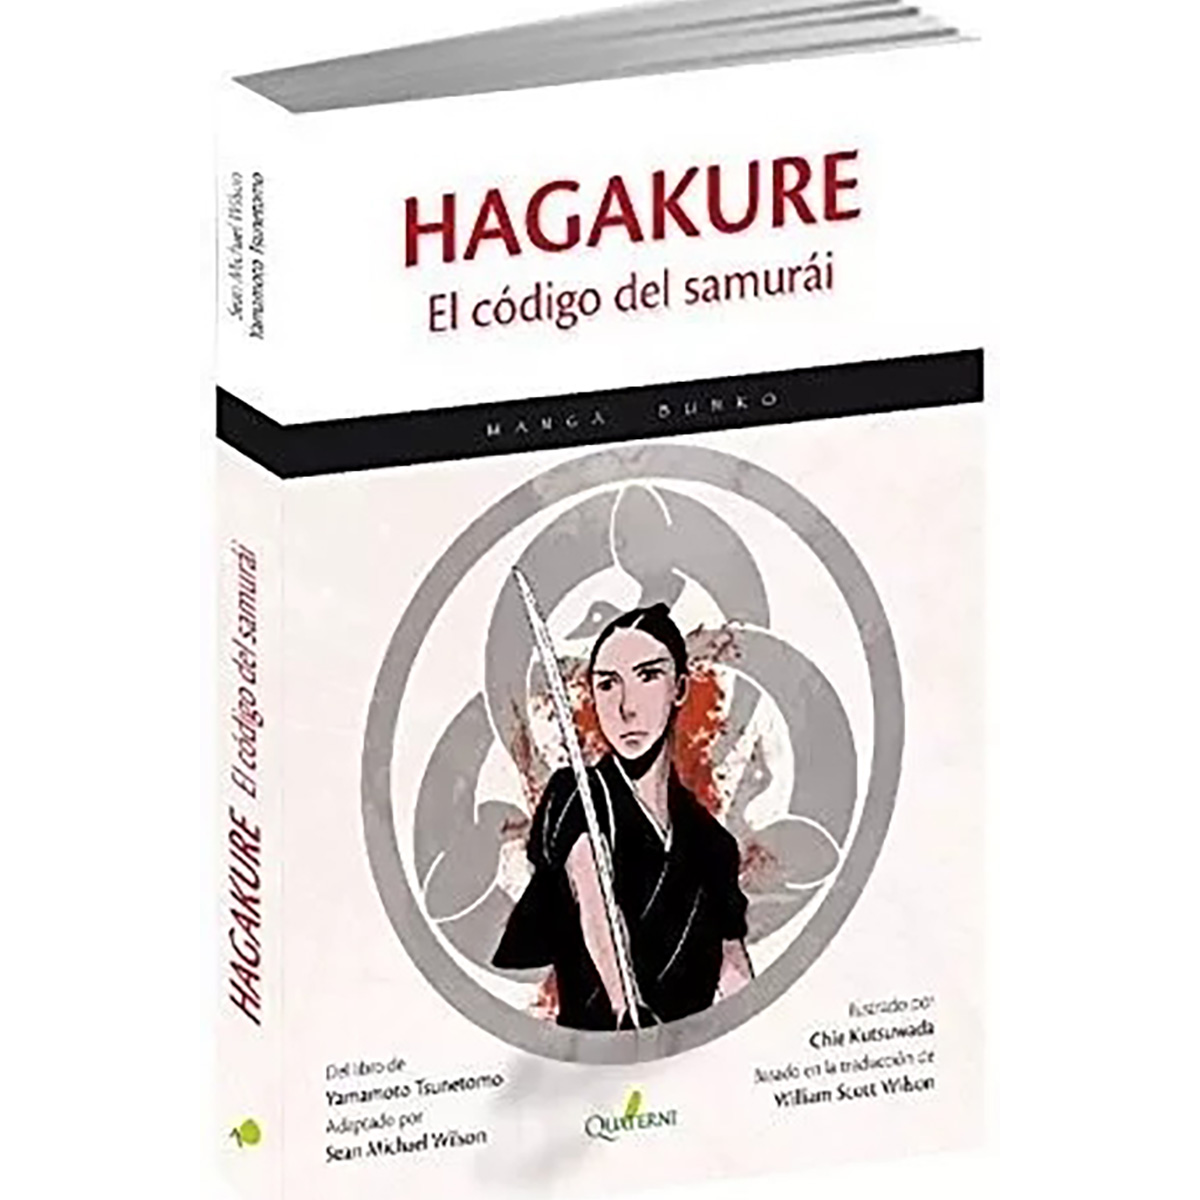 Sean Michael Wilson
Yamamoto Tsunetomo
HAGAKURE El código del samurái
HAGAKURE
El código del samurái
MANGA BUNKO
Del libro de
Yamamoto Tsunetomo
Adaptado por
Sean Michael Wilson
QUATERNI
Ilustrado por
Chie Kutsuwada
Basado en la traducción de
William Scott Wilson